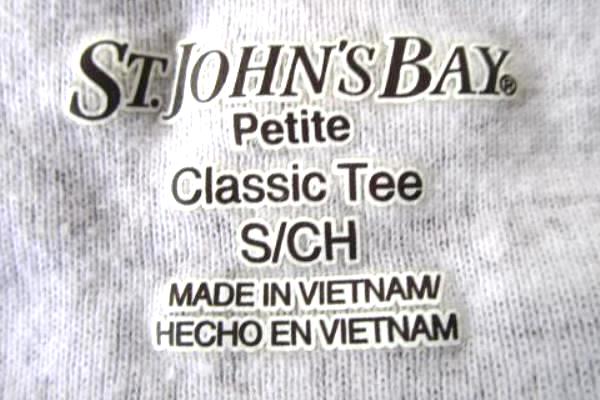 ST. JOHN'S BAY®
Petite
Classic Tee
S/CH
MADE IN VIETNAM/
HECHO EN VIETNAM